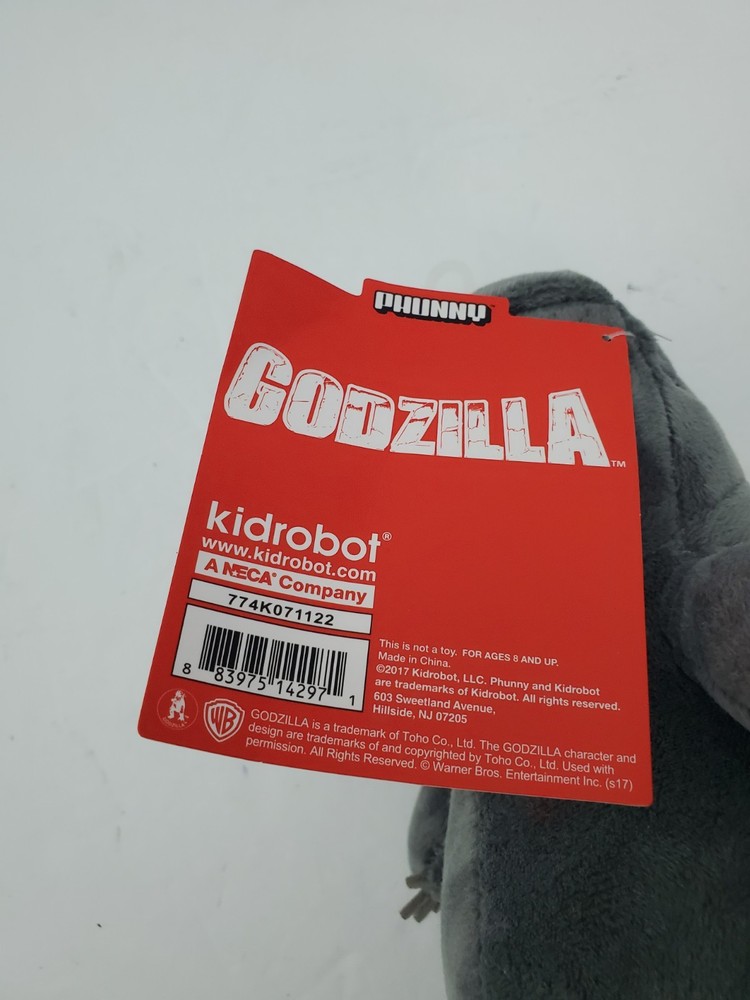 PHUNNY
GODZILLA™
kidrobot®
www.kidrobot.com
A NECA® Company
774K071122
8 83975 14297 1
This is not a toy. FOR AGES 8 AND UP.
Made in China.
©2017 Kidrobot, LLC. Phunny and Kidrobot
are trademarks of Kidrobot. All rights reserved.
603 Sweetland Avenue,
Hillside, NJ 07205
WB
GODZILLA is a trademark of Toho Co., Ltd. The GODZILLA character and
design are trademarks of and copyrighted by Toho Co., Ltd. Used with
permission. All Rights Reserved. © Warner Bros. Entertainment Inc. (s17)